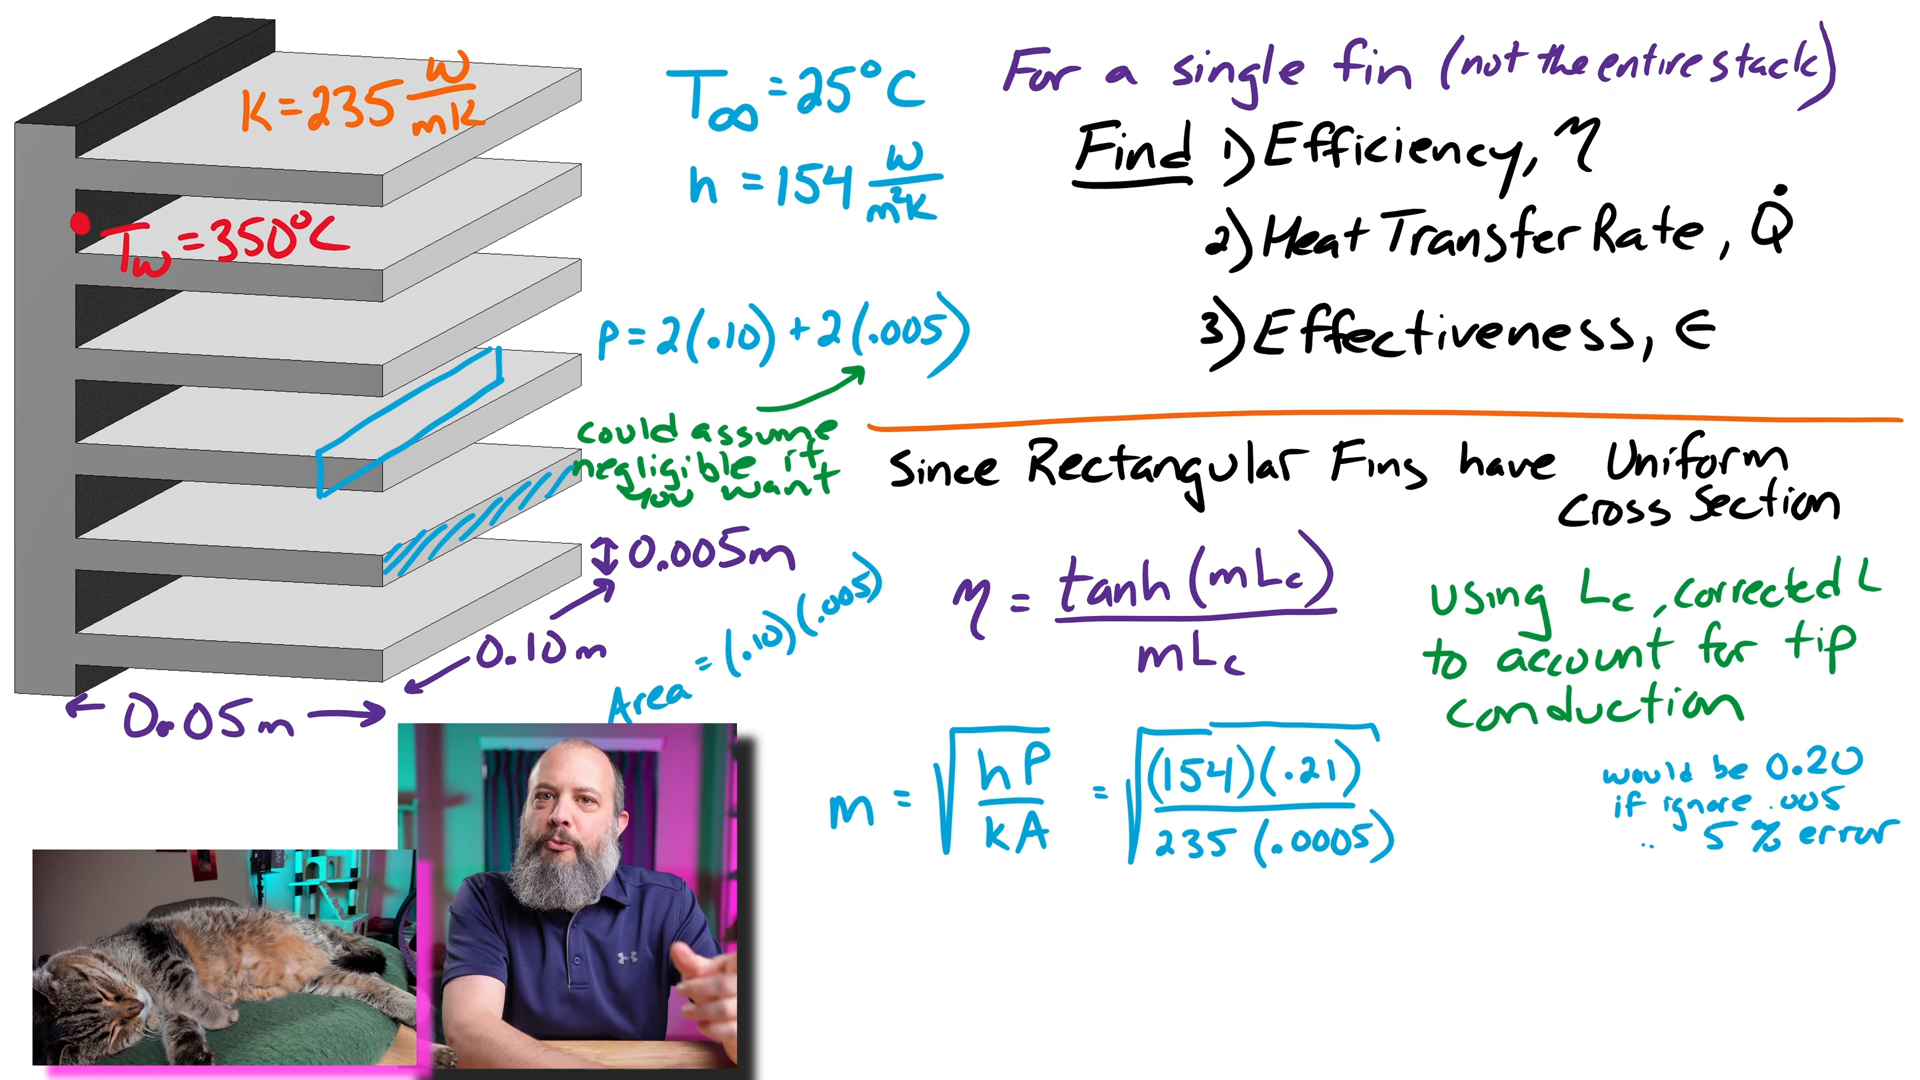 K = 235 W/mK
T∞ = 25°C
h = 154 W/m²K
For a single fin (not the entire stack)
Find 1) Efficiency, η
2) Heat Transfer Rate, Q̇
3) Effectiveness, ϵ
Tw = 350°C
P = 2(.10) + 2(.005)
could assume
negligible if
you want
0.005m
0.10m
0.05m
Area = (.10)(.005)
Since Rectangular Fins have Uniform
Cross Section
η = tanh(mLc) / mLc
Using Lc, corrected L
to account for tip
conduction
m = √(hP / kA) = √((154)(.21) / 235(.0005))
would be 0.20
if ignore .005
∴ 5% error